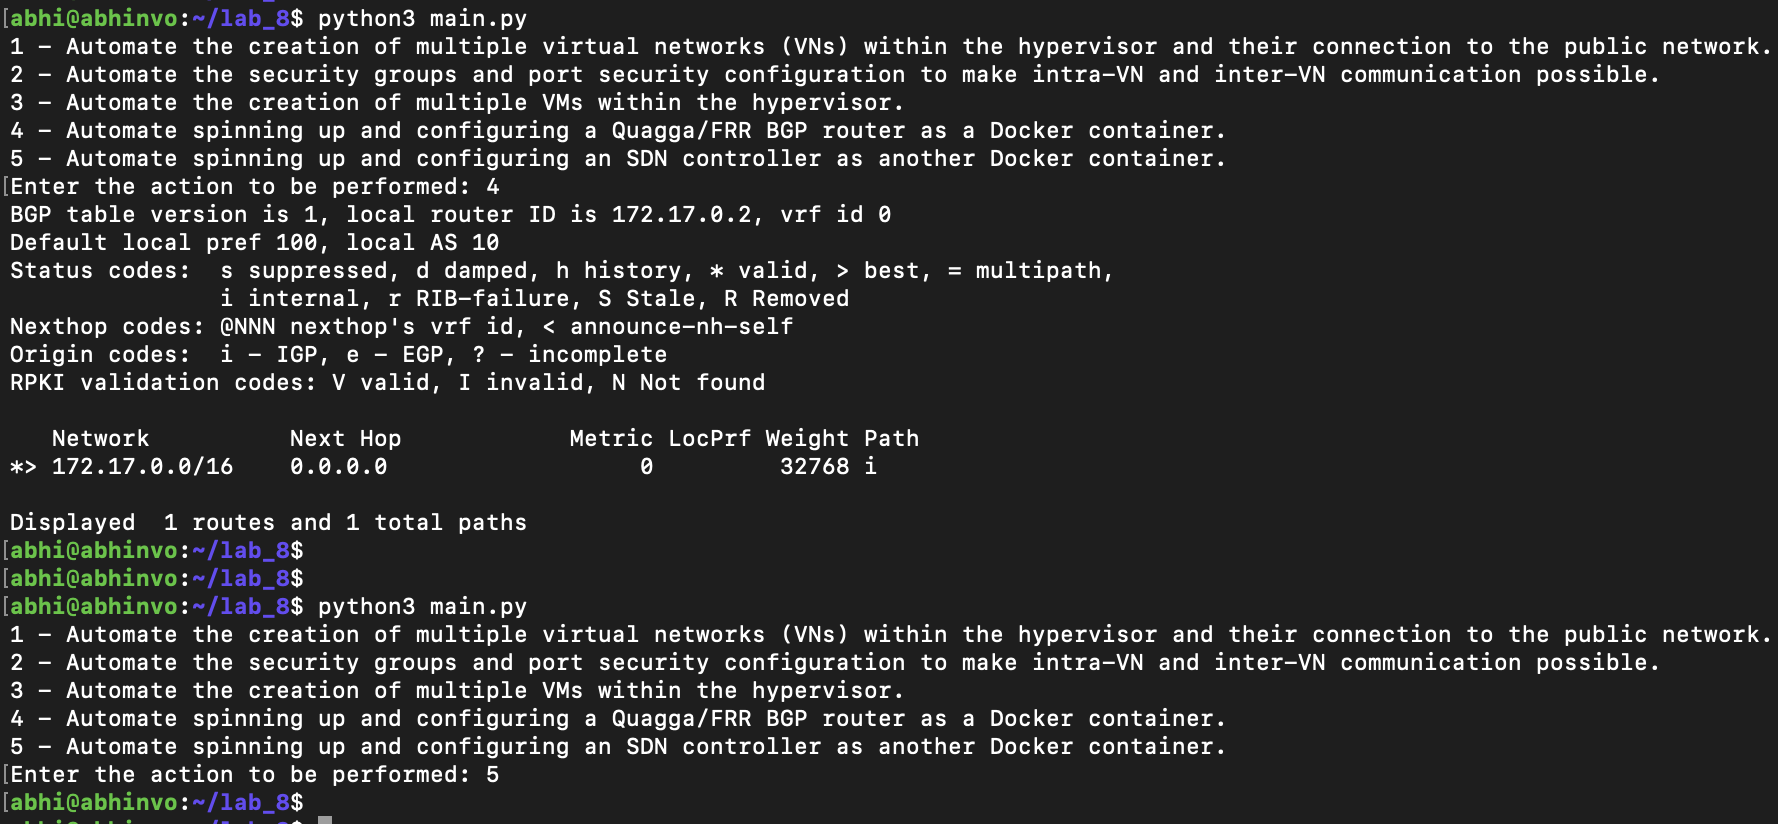 [abhi@abhinvo:~/lab_8$ python3 main.py
1 – Automate the creation of multiple virtual networks (VNs) within the hypervisor and their connection to the public network.
2 – Automate the security groups and port security configuration to make intra-VN and inter-VN communication possible.
3 – Automate the creation of multiple VMs within the hypervisor.
4 – Automate spinning up and configuring a Quagga/FRR BGP router as a Docker container.
5 – Automate spinning up and configuring an SDN controller as another Docker container.
[Enter the action to be performed: 4
BGP table version is 1, local router ID is 172.17.0.2, vrf id 0
Default local pref 100, local AS 10
Status codes:  s suppressed, d damped, h history, * valid, > best, = multipath,
               i internal, r RIB-failure, S Stale, R Removed
Nexthop codes: @NNN nexthop's vrf id, < announce-nh-self
Origin codes:  i - IGP, e - EGP, ? - incomplete
RPKI validation codes: V valid, I invalid, N Not found
   Network          Next Hop            Metric LocPrf Weight Path
*> 172.17.0.0/16    0.0.0.0                  0         32768 i
Displayed  1 routes and 1 total paths
[abhi@abhinvo:~/lab_8$
[abhi@abhinvo:~/lab_8$
[abhi@abhinvo:~/lab_8$ python3 main.py
1 – Automate the creation of multiple virtual networks (VNs) within the hypervisor and their connection to the public network.
2 – Automate the security groups and port security configuration to make intra-VN and inter-VN communication possible.
3 – Automate the creation of multiple VMs within the hypervisor.
4 – Automate spinning up and configuring a Quagga/FRR BGP router as a Docker container.
5 – Automate spinning up and configuring an SDN controller as another Docker container.
[Enter the action to be performed: 5
[abhi@abhinvo:~/lab_8$